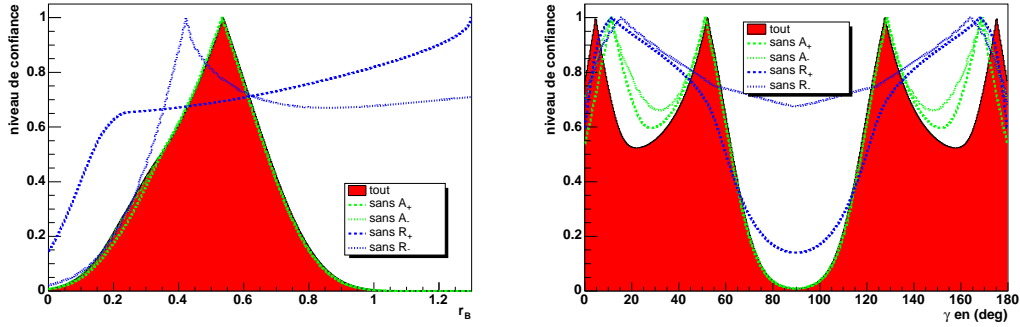 niveau de confiance
1
0.8
0.6
0.4
0.2
0
tout
sans A+
sans A-
sans R+
sans R-
0 0.2 0.4 0.6 0.8 1 1.2
rB
niveau de confiance
1
0.8
0.6
0.4
0.2
0
tout
sans A+
sans A-
sans R+
sans R-
0 20 40 60 80 100 120 140 160 180
γ en (deg)